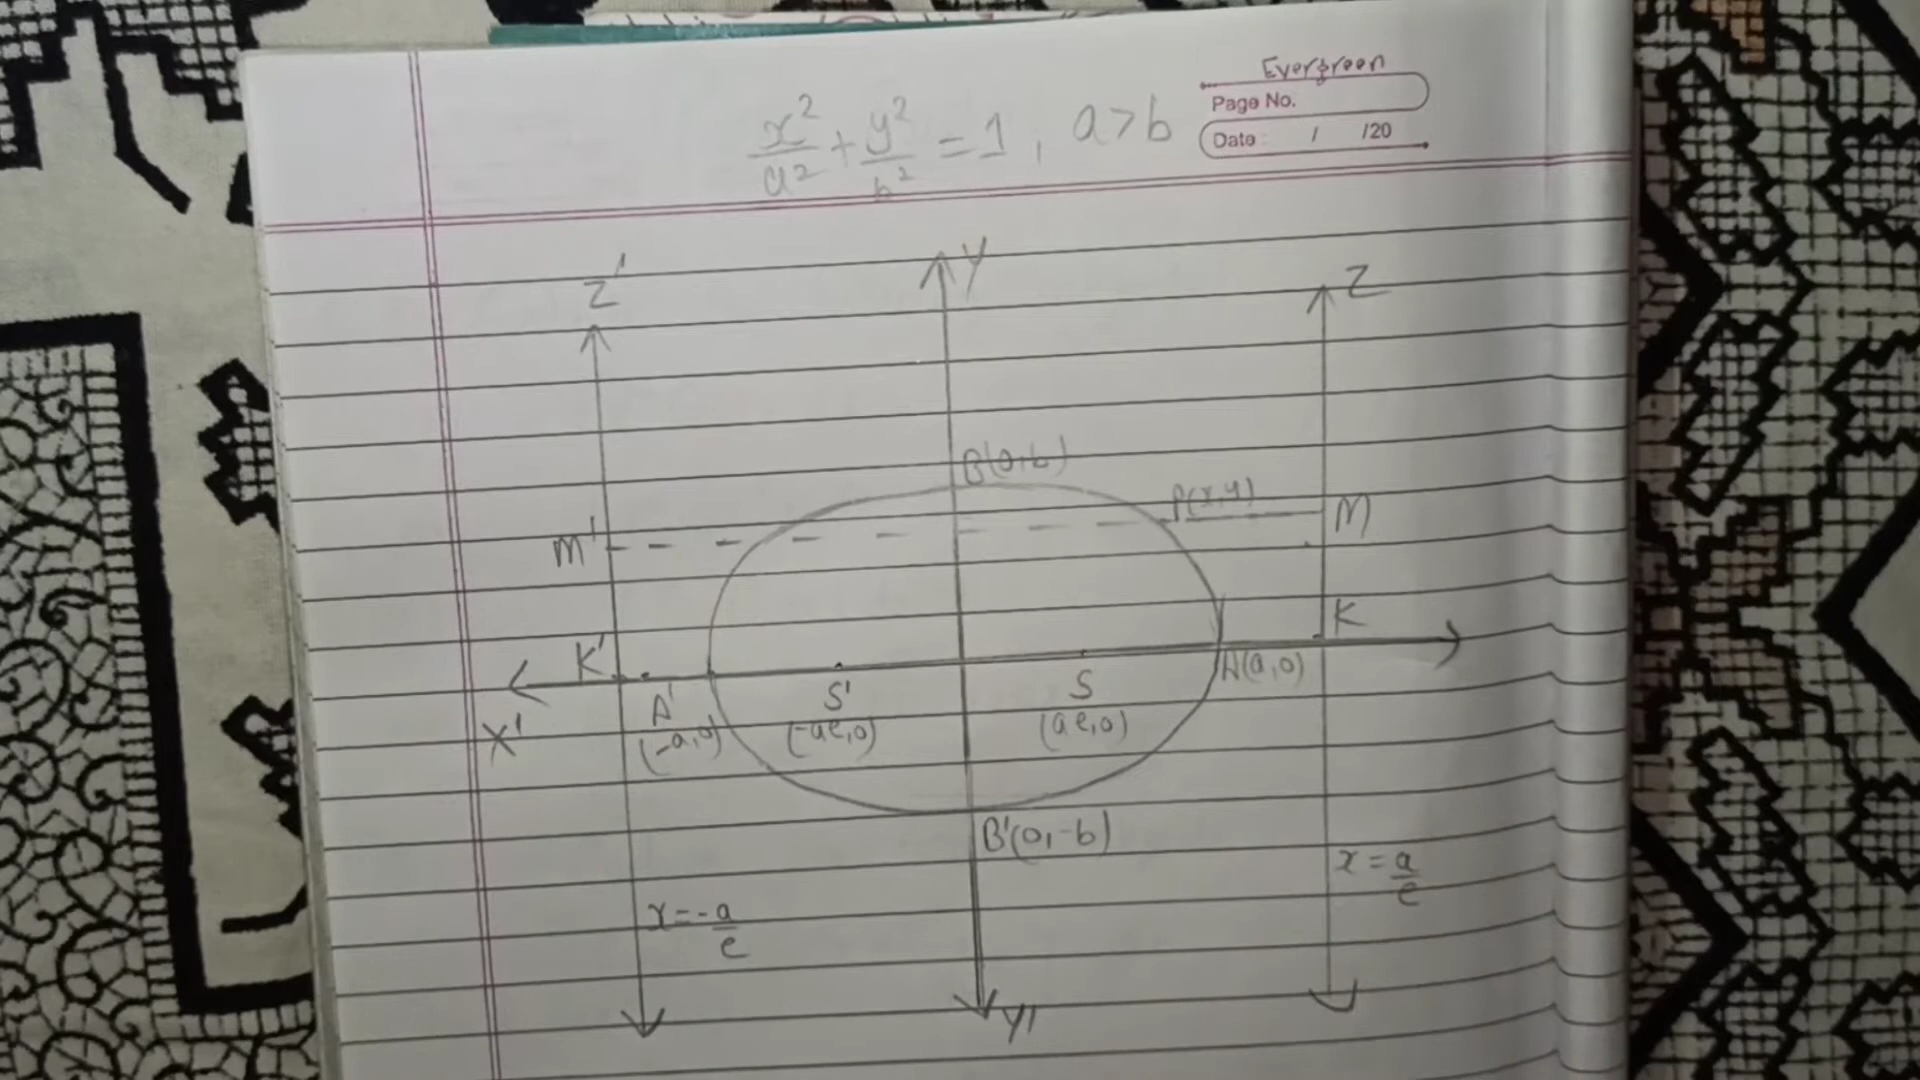 Evergreen
Page No.
Date : / /20
x²/a² + y²/b² = 1, a>b
Z' Y Z
B(0,b)
P(x,y)
M' M
K' K
A' S' S A(a,0)
X' (-a,0) (-ae,0) (ae,0)
B'(0,-b)
x=a/e
x=-a/e
Y'